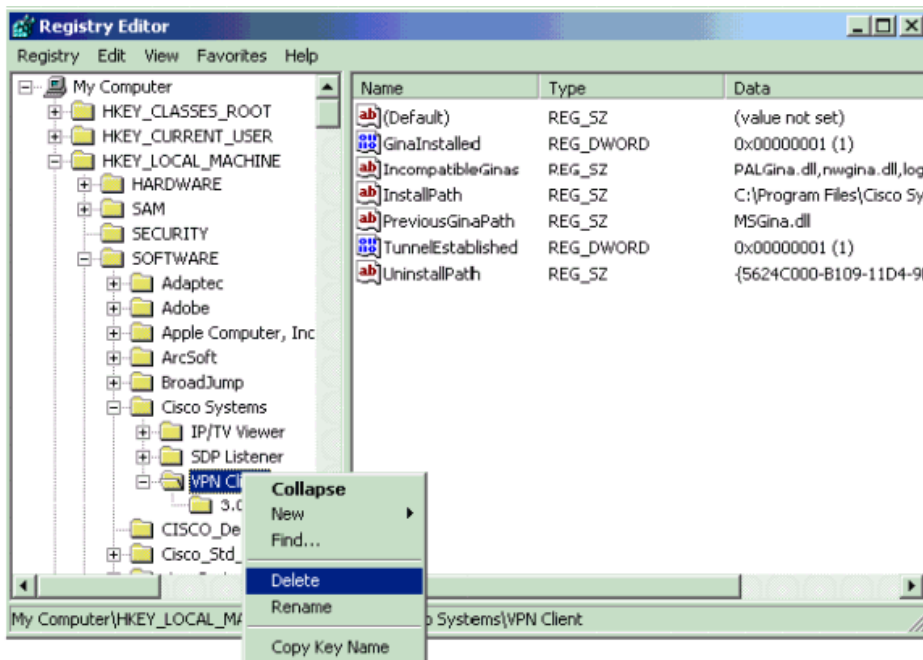 Registry Editor
Registry Edit View Favorites Help
My Computer
HKEY_CLASSES_ROOT
HKEY_CURRENT_USER
HKEY_LOCAL_MACHINE
HARDWARE
SAM
SECURITY
SOFTWARE
Adaptec
Adobe
Apple Computer, Inc
ArcSoft
BroadJump
Cisco Systems
IP/TV Viewer
SDP Listener
VPN Cli
3.0
CISCO_De
Cisco_Std_
Name Type Data
(Default) REG_SZ (value not set)
GinaInstalled REG_DWORD 0x00000001 (1)
IncompatibleGinas REG_SZ PALGina.dll,nwgina.dll,log
InstallPath REG_SZ C:\Program Files\Cisco Sy
PreviousGinaPath REG_SZ MSGina.dll
TunnelEstablished REG_DWORD 0x00000001 (1)
UninstallPath REG_SZ {5624C000-B109-11D4-9
Collapse
New
Find...
Delete
Rename
Copy Key Name
My Computer\HKEY_LOCAL_MA o Systems\VPN Client